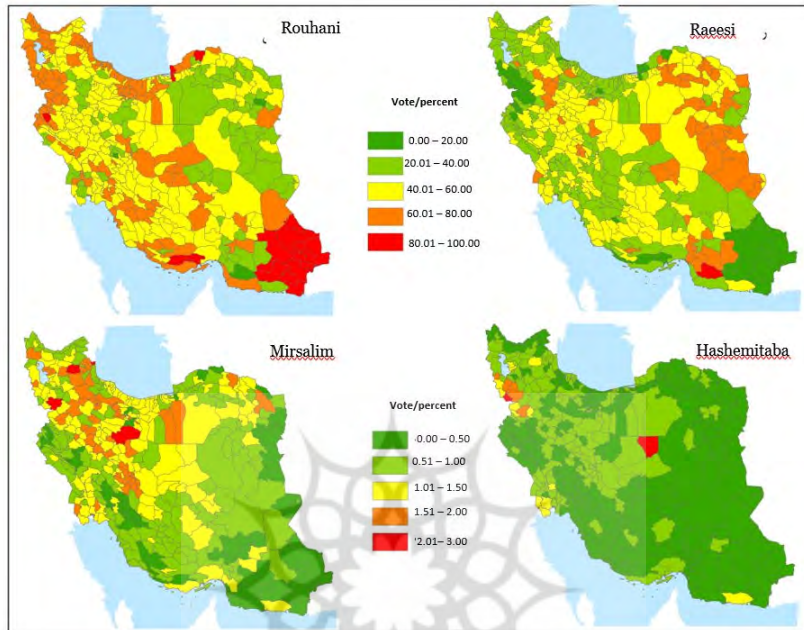 Rouhani
Raeesi
Vote/percent
0.00 – 20.00
20.01 – 40.00
40.01 – 60.00
60.01 – 80.00
80.01 – 100.00
Mirsalim
Hashemitaba
Vote/percent
0.00 – 0.50
0.51 – 1.00
1.01 – 1.50
1.51 – 2.00
'2.01 – 3.00